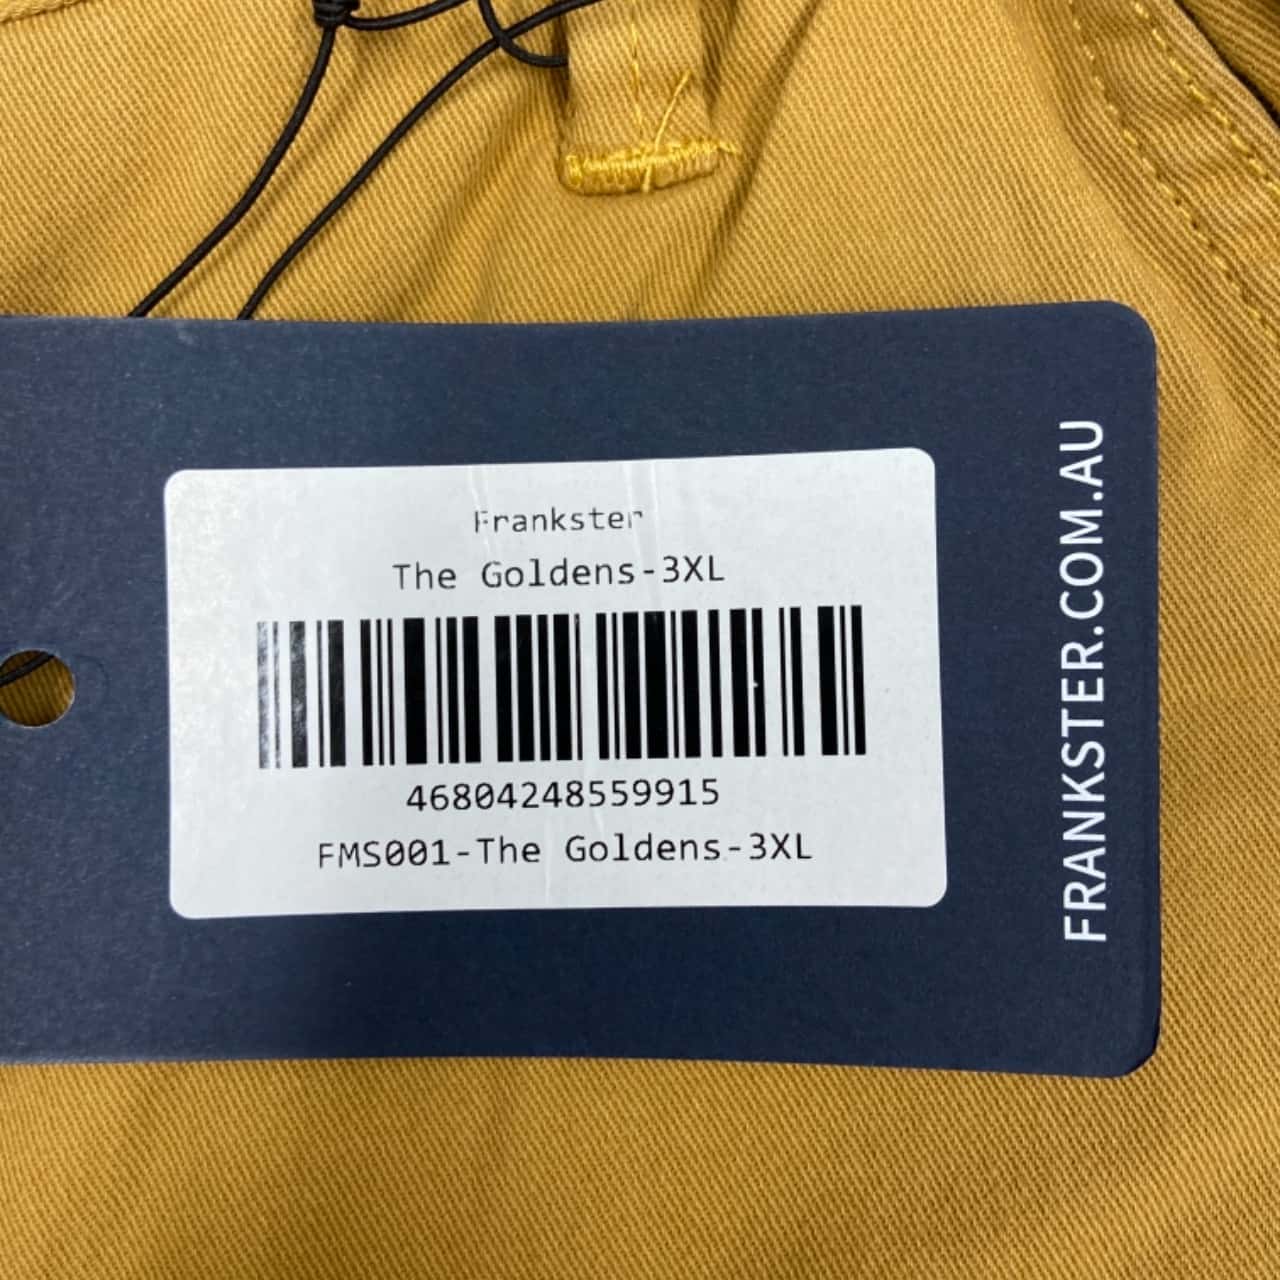 Frankster
The Goldens-3XL
46804248559915
FMS001-The Goldens-3XL
FRANKSTER.COM.AU